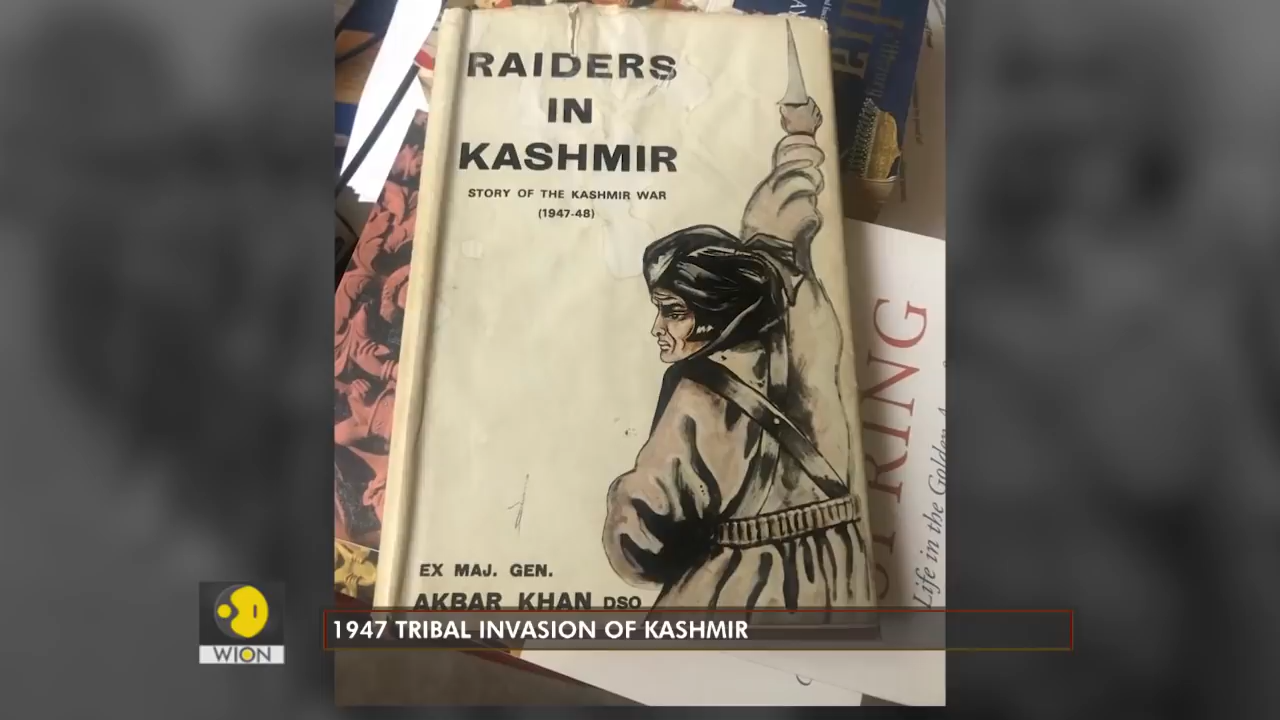 RAIDERS
IN
KASHMIR
STORY OF THE KASHMIR WAR
(1947-48)
EX MAJ. GEN.
AKBAR KHAN DSO
PRING
Life in the Golden
1947 TRIBAL INVASION OF KASHMIR
WION